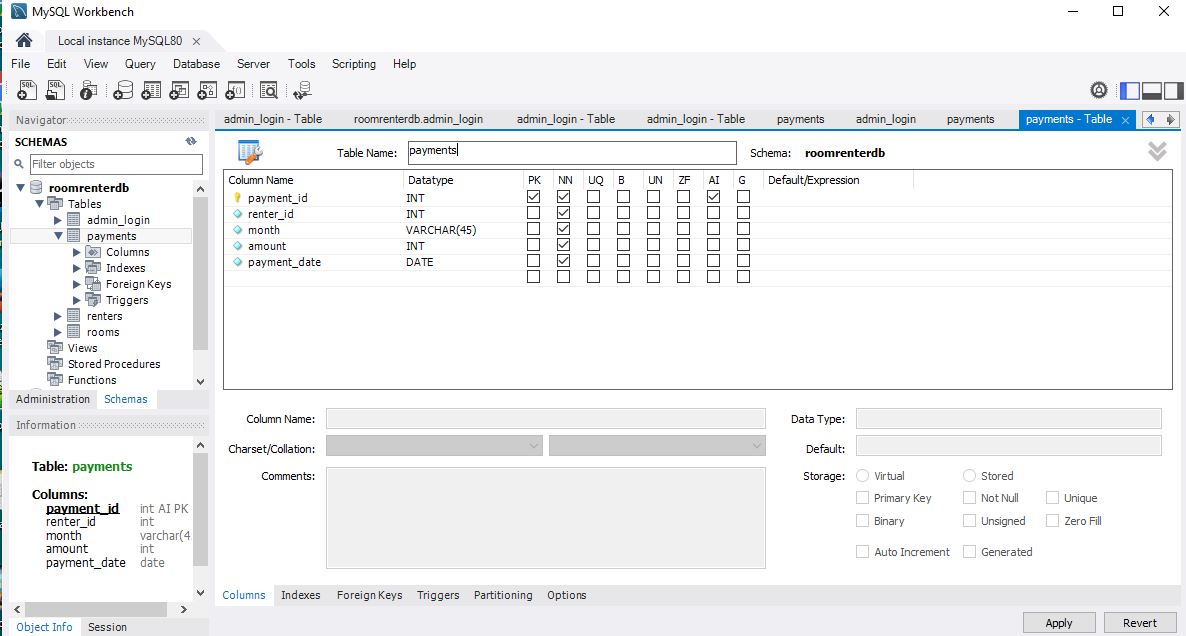 MySQL Workbench
Local instance MySQL80
File Edit View Query Database Server Tools Scripting Help
Navigator
SCHEMAS
Filter objects
roomrenterdb
Tables
admin_login
payments
Columns
Indexes
Foreign Keys
Triggers
renters
rooms
Views
Stored Procedures
Functions
Administration Schemas
Information
Table: payments
Columns:
payment_id int AI PK
renter_id int
month varchar(4
amount int
payment_date date
Object Info Session
admin_login - Table roomrenterdb.admin_login admin_login - Table admin_login - Table payments admin_login payments payments - Table
Table Name: payments Schema: roomrenterdb
Column Name Datatype PK NN UQ B UN ZF AI G Default/Expression
payment_id INT
renter_id INT
month VARCHAR(45)
amount INT
payment_date DATE
Column Name: Data Type:
Charset/Collation: Default:
Comments: Storage: Virtual Stored
Primary Key Not Null Unique
Binary Unsigned Zero Fill
Auto Increment Generated
Columns Indexes Foreign Keys Triggers Partitioning Options
Apply Revert